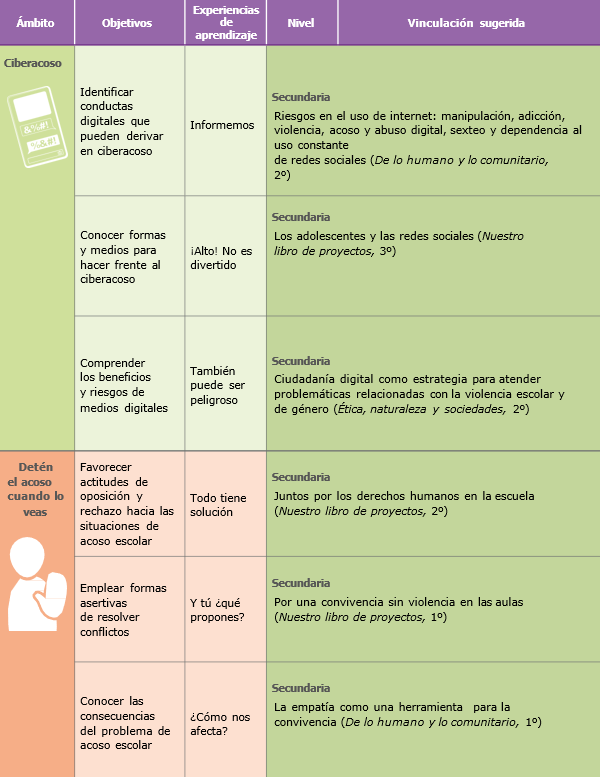 Ámbito
Objetivos
Experiencias
de
aprendizaje
Nivel
Vinculación sugerida
Ciberacoso
&%#!
%&#!
Identificar
conductas
digitales que
pueden derivar
en ciberacoso
Informemos
Secundaria
Riesgos en el uso de internet: manipulación, adicción,
violencia, acoso y abuso digital, sexteo y dependencia al
uso constante
de redes sociales (De lo humano y lo comunitario,
2º)
Conocer formas
y medios para
hacer frente al
ciberacoso
¡Alto! No es
divertido
Secundaria
Los adolescentes y las redes sociales (Nuestro
libro de proyectos, 3º)
Comprender
los beneficios
y riesgos de
medios digitales
También
puede ser
peligroso
Secundaria
Ciudadanía digital como estrategia para atender
problemáticas relacionadas con la violencia escolar y
de género (Ética, naturaleza y sociedades, 2º)
Detén
el acoso
cuando lo
veas
Favorecer
actitudes de
oposición y
rechazo hacia las
situaciones de
acoso escolar
Todo tiene
solución
Secundaria
Juntos por los derechos humanos en la escuela
(Nuestro libro de proyectos, 2º)
Emplear formas
asertivas
de resolver
conflictos
Y tú ¿qué
propones?
Secundaria
Por una convivencia sin violencia en las aulas
(Nuestro libro de proyectos, 1º)
Conocer las
consecuencias
del problema de
acoso escolar
¿Cómo nos
afecta?
Secundaria
La empatía como una herramienta para la
convivencia (De lo humano y lo comunitario, 1º)